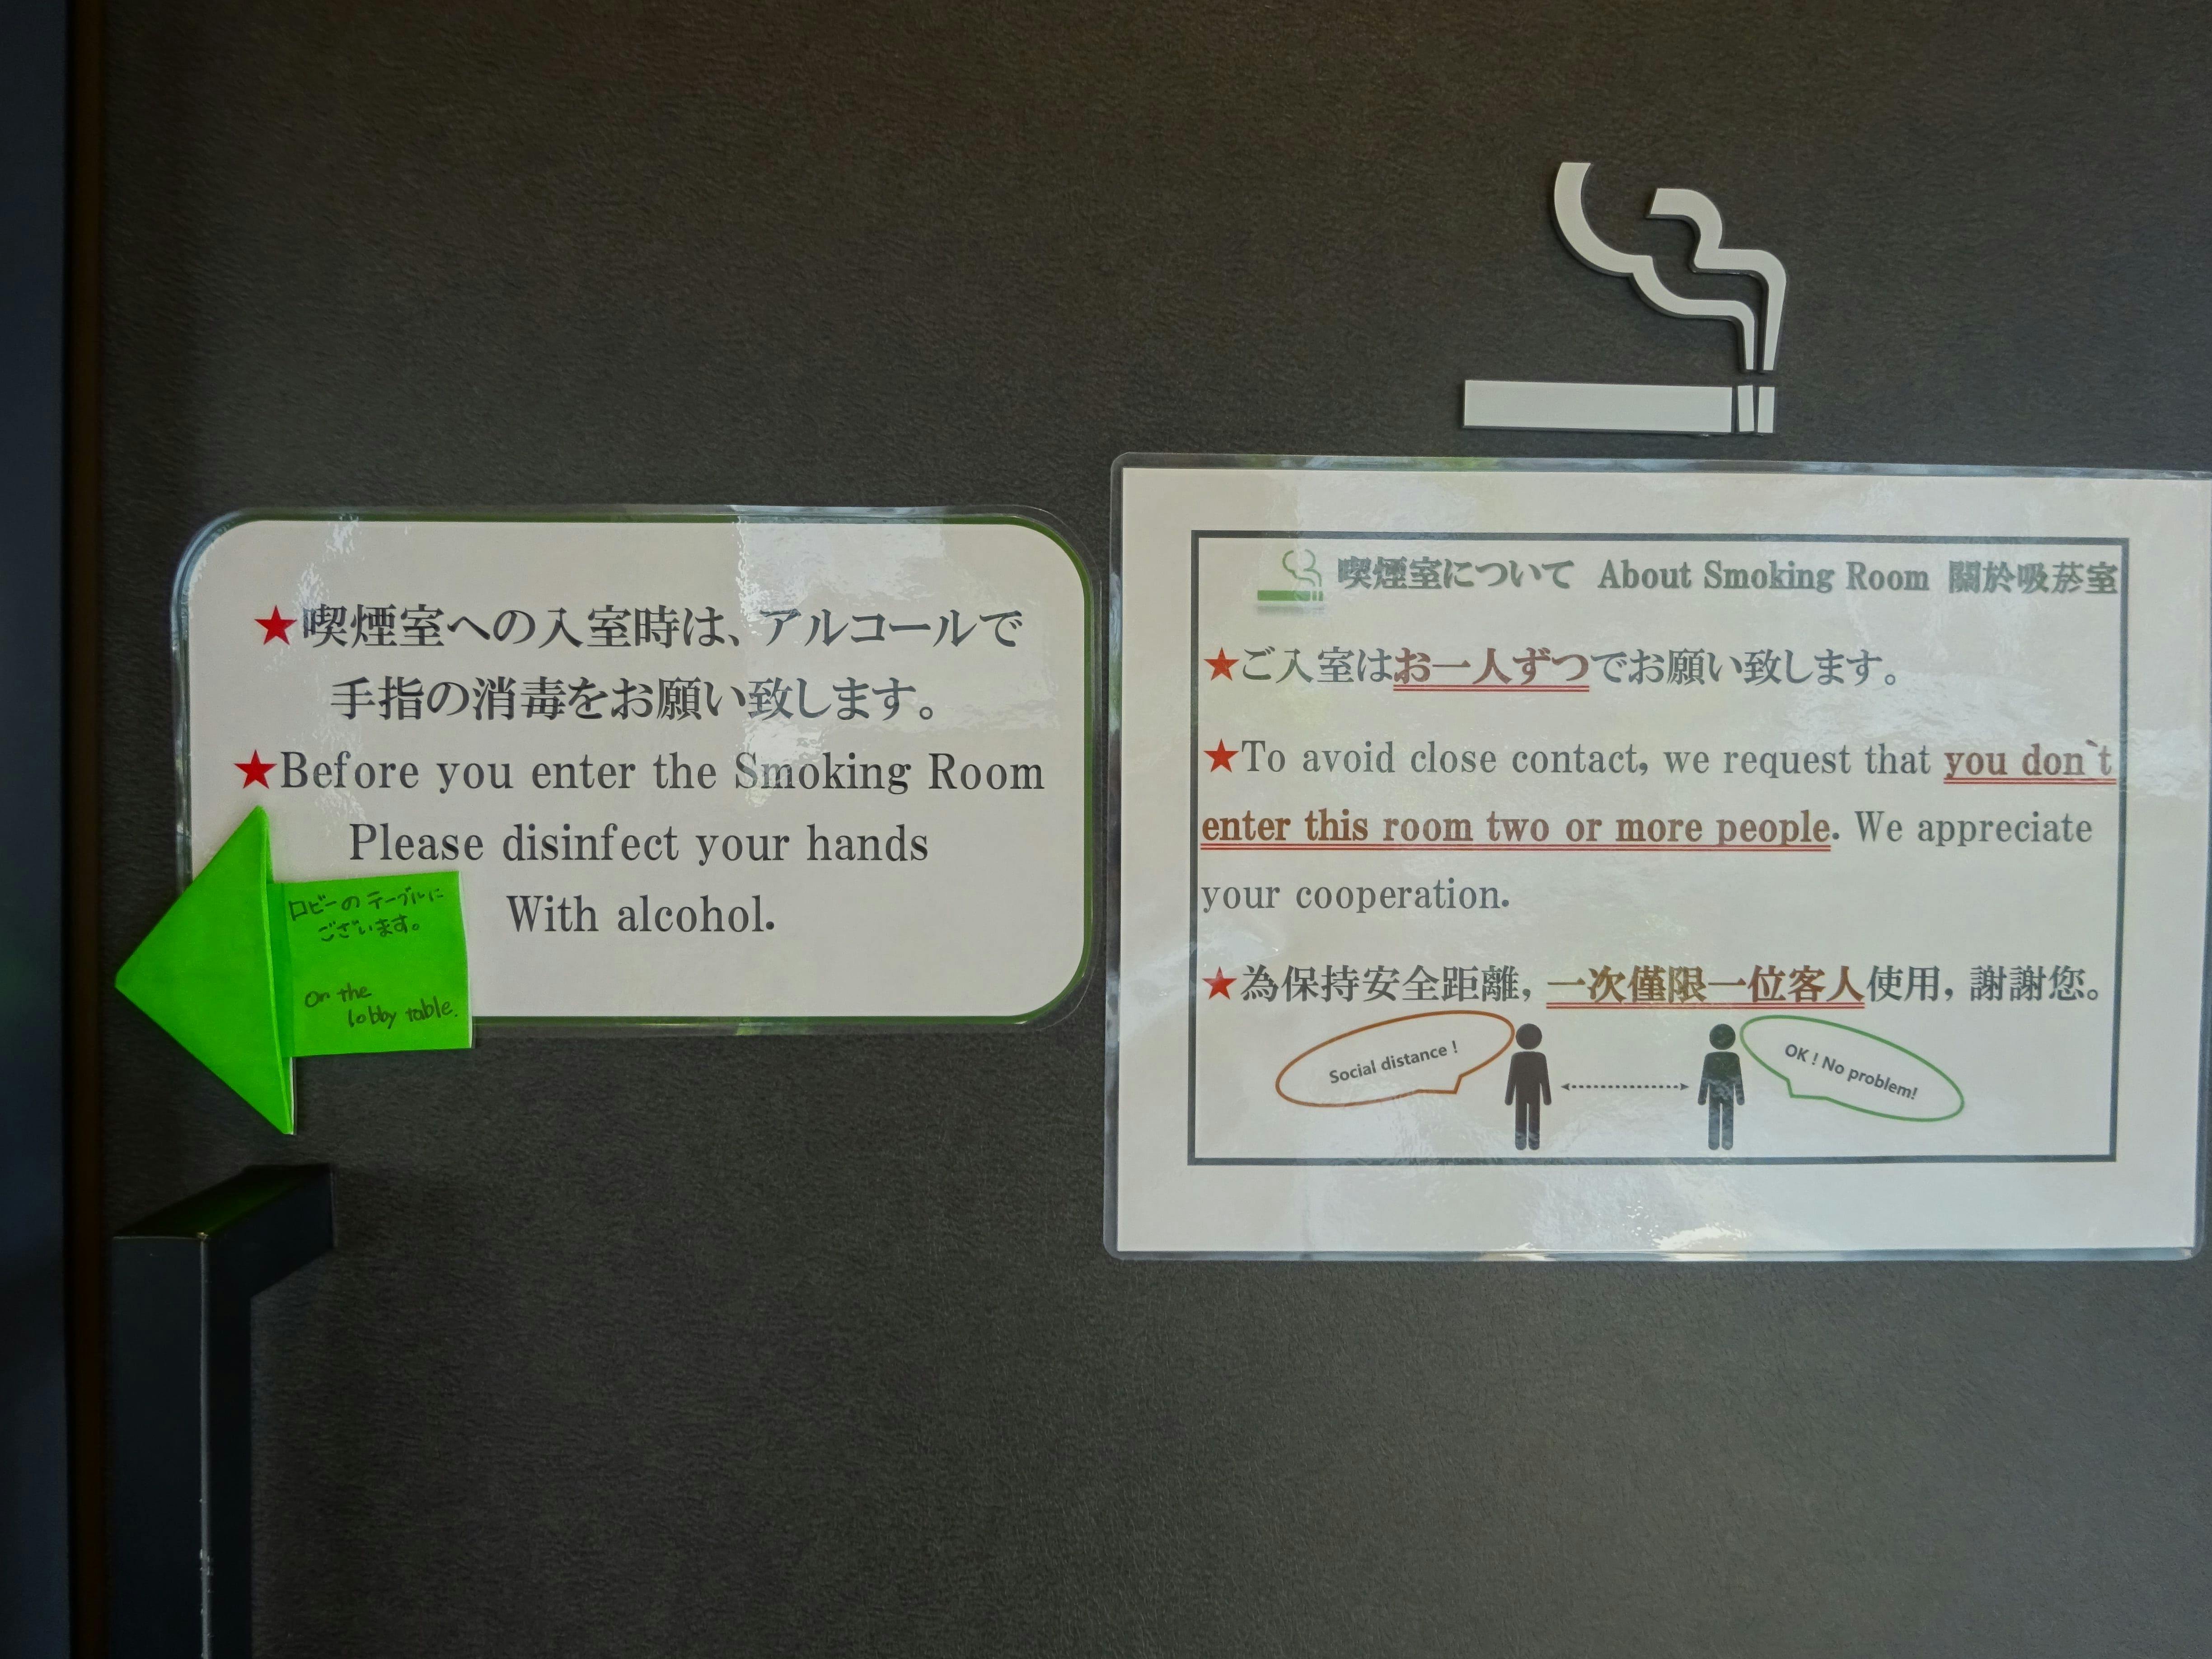 ★喫煙室への入室時は、アルコールで
手指の消毒をお願い致します。
★Before you enter the Smoking Room
Please disinfect your hands
With alcohol.
ロビーのテーブルに
ございます。
On the
lobby table.
喫煙室について About Smoking Room 關於吸菸室
★ご入室はお一人ずつでお願い致します。
★To avoid close contact, we request that you don`t
enter this room two or more people. We appreciate
your cooperation.
★為保持安全距離, 一次僅限一位客人使用, 謝謝您。
Social distance !
OK ! No problem!